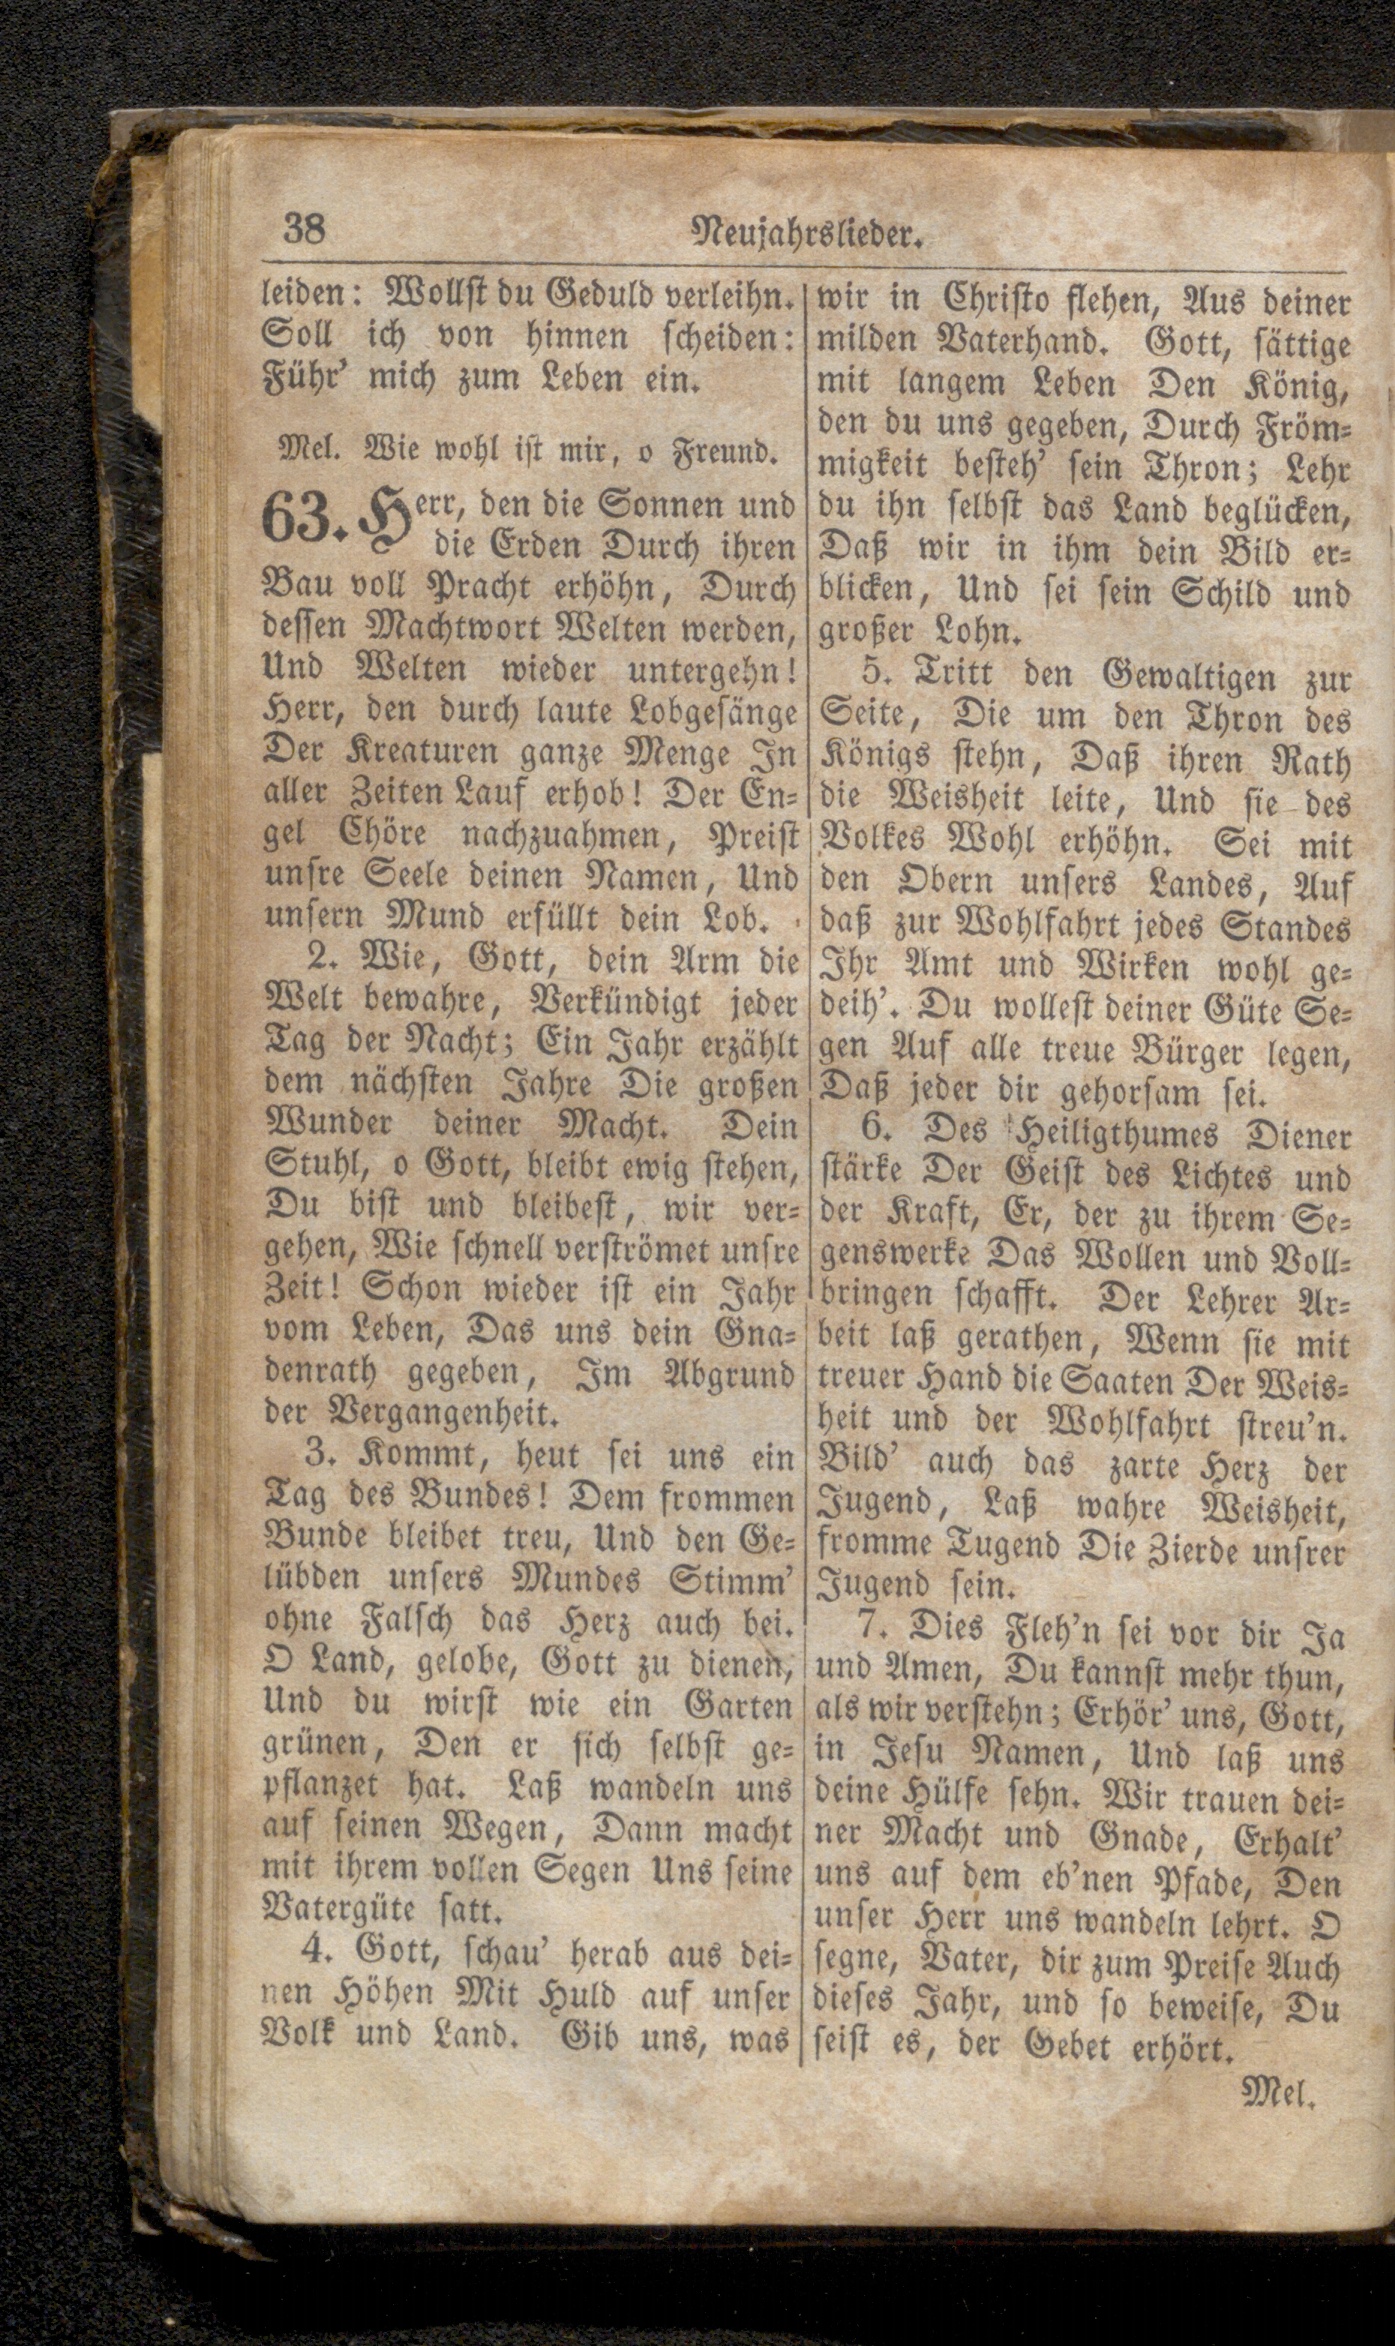 38
Neujahrslieder.
leiden: Wollst du Geduld verleihn.
Soll ich von hinnen scheiden:
Führ' mich zum Leben ein.
Mel. Wie wohl ist mir, o Freund.
63. Herr, den die Sonnen und
die Erden Durch ihren
Bau voll Pracht erhöhn, Durch
dessen Machtwort Welten werden,
Und Welten wieder untergehn!
Herr, den durch laute Lobgesänge
Der Kreaturen ganze Menge In
aller Zeiten Lauf erhob! Der En-
gel Chöre nachzuahmen, Preist
unsre Seele deinen Namen, Und
unsern Mund erfüllt dein Lob.
2. Wie, Gott, dein Arm die
Welt bewahre, Verkündigt jeder
Tag der Nacht; Ein Jahr erzählt
dem nächsten Jahre Die großen
Wunder deiner Macht. Dein
Stuhl, o Gott, bleibt ewig stehen,
Du bist und bleibest, wir ver-
gehen, Wie schnell verströmet unsre
Zeit! Schon wieder ist ein Jahr
vom Leben, Das uns dein Gna-
denrath gegeben, Im Abgrund
der Vergangenheit.
3. Kommt, heut sei uns ein
Tag des Bundes! Dem frommen
Bunde bleibet treu, Und den Ge-
lübden unsers Mundes Stimm'
ohne Falsch das Herz auch bei.
O Land, gelobe, Gott zu dienen,
Und du wirst wie ein Garten
grünen, Den er sich selbst ge-
pflanzet hat. Laß wandeln uns
auf seinen Wegen, Dann macht
mit ihrem vollen Segen Uns seine
Vatergüte satt.
4. Gott, schau' herab aus dei-
nen Höhen Mit Huld auf unser
Volk und Land. Gib uns, was
wir in Christo flehen, Aus deiner
milden Vaterhand. Gott, sättige
mit langem Leben Den König,
den du uns gegeben, Durch Fröm-
migkeit besteh' sein Thron; Lehr
du ihn selbst das Land beglücken,
Daß wir in ihm dein Bild er-
blicken, Und sei sein Schild und
großer Lohn.
5. Tritt den Gewaltigen zur
Seite, Die um den Thron des
Königs stehn, Daß ihren Rath
die Weisheit leite, Und sie des
Volkes Wohl erhöhn. Sei mit
den Obern unsers Landes, Auf
daß zur Wohlfahrt jedes Standes
Ihr Amt und Wirken wohl ge-
deih'. Du wollest deiner Güte Se-
gen Auf alle treue Bürger legen,
Daß jeder dir gehorsam sei.
6. Des Heiligthumes Diener
stärke Der Geist des Lichtes und
der Kraft, Er, der zu ihrem Se-
genswerke Das Wollen und Voll-
bringen schafft. Der Lehrer Ar-
beit laß gerathen, Wenn sie mit
treuer Hand die Saaten Der Weis-
heit und der Wohlfahrt streu'n.
Bild' auch das zarte Herz der
Jugend, Laß wahre Weisheit,
fromme Tugend Die Zierde unsrer
Jugend sein.
7. Dies Fleh'n sei vor dir Ja
und Amen, Du kannst mehr thun,
als wir verstehn; Erhör' uns, Gott,
in Jesu Namen, Und laß uns
deine Hülfe sehn. Wir trauen dei-
ner Macht und Gnade, Erhalt'
uns auf dem eb'nen Pfade, Den
unser Herr uns wandeln lehrt. O
segne, Vater, dir zum Preise Auch
dieses Jahr, und so beweise, Du
seist es, der Gebet erhört.
Mel.